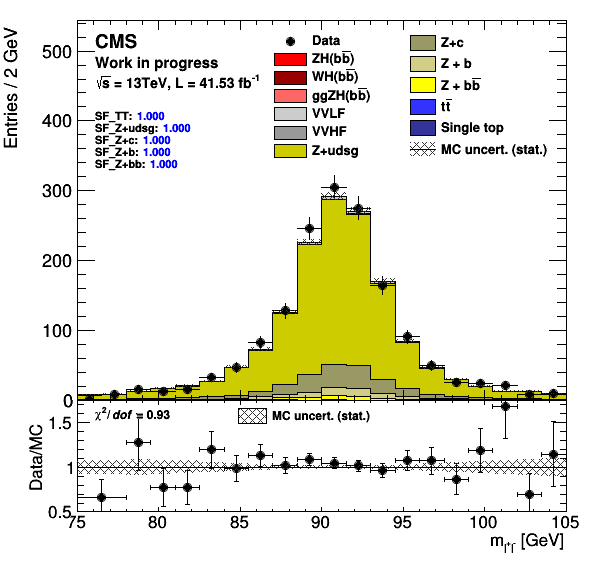 CMS
Work in progress
√s = 13TeV, L = 41.53 fb⁻¹
SF_TT: 1.000
SF_Z+udsg: 1.000
SF_Z+c: 1.000
SF_Z+b: 1.000
SF_Z+bb: 1.000
Data
ZH(bb̅)
WH(bb̅)
ggZH(bb̅)
VVLF
VVHF
Z+udsg
Z+c
Z + b
Z + bb̅
tt̅
Single top
MC uncert. (stat.)
Entries / 2 GeV
500
400
300
200
100
0
χ²/ dof = 0.93
MC uncert. (stat.)
Data/MC
1.5
1
0.5
75 80 85 90 95 100 105
m_l⁺l⁻ [GeV]